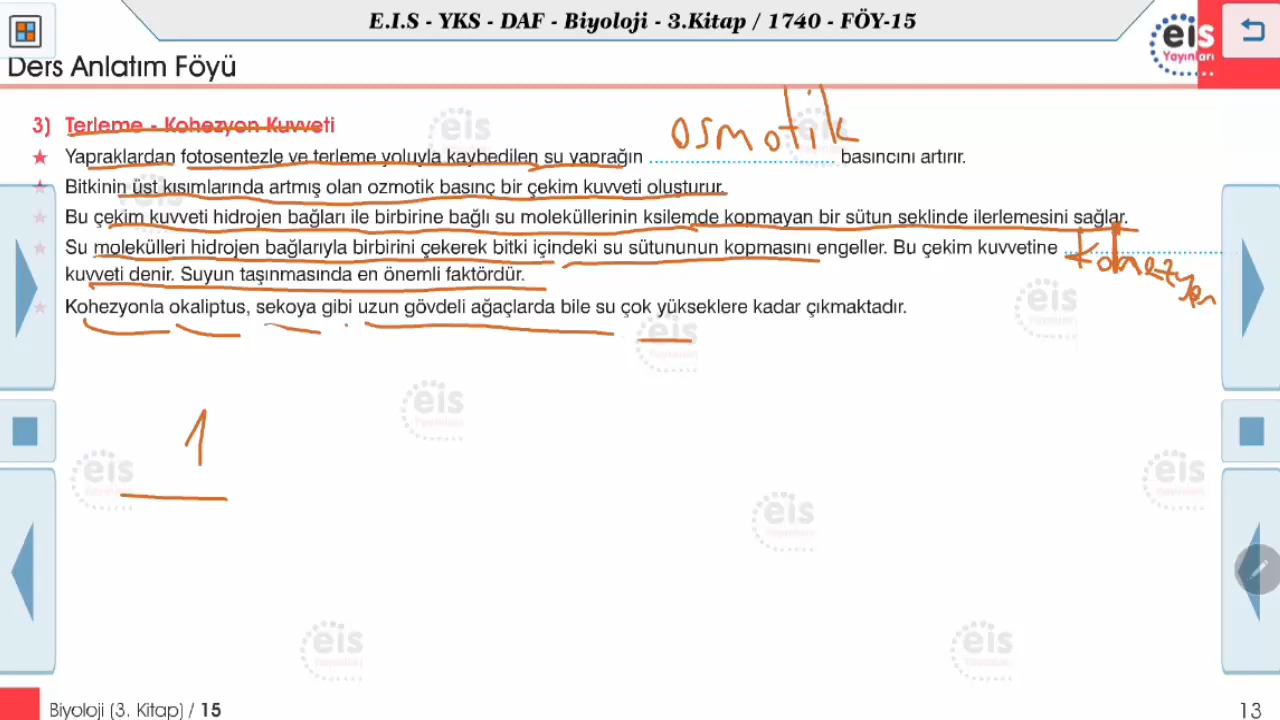 E.I.S - YKS - DAF - Biyoloji - 3.Kitap / 1740 - FÖY-15
eis
Yayınları
Ders Anlatım Föyü
3) Terleme - Kohezyon Kuvveti
osmotik
★ Yapraklardan fotosentezle ve terleme yoluyla kaybedilen su yaprağın ........................................ basıncını artırır.
★ Bitkinin üst kısımlarında artmış olan ozmotik basınç bir çekim kuvveti oluşturur.
★ Bu çekim kuvveti hidrojen bağları ile birbirine bağlı su moleküllerinin ksilemde kopmayan bir sütun şeklinde ilerlemesini sağlar.
★ Su molekülleri hidrojen bağlarıyla birbirini çekerek bitki içindeki su sütununun kopmasını engeller. Bu çekim kuvvetine ........................................
kohezyon
kuvveti denir. Suyun taşınmasında en önemli faktördür.
★ Kohezyonla okaliptus, sekoya gibi uzun gövdeli ağaçlarda bile su çok yükseklere kadar çıkmaktadır.
1
Biyoloji (3. Kitap) / 15
13